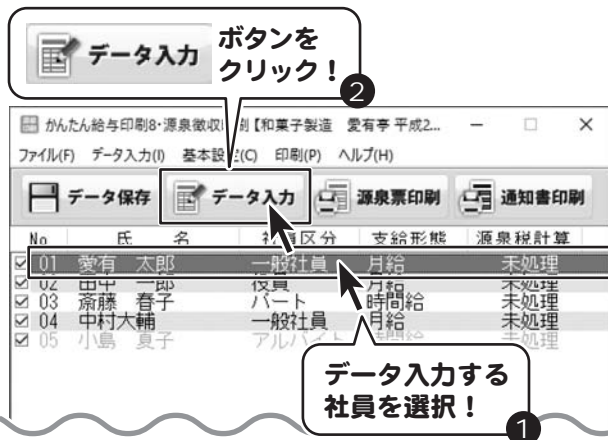 データ入力
ボタンを
クリック！
2
かんたん給与印刷8・源泉徴収 刷【和菓子製造 愛有亭 平成2...
ファイル(F) データ入力(I) 基本設定(C) 印刷(P) ヘルプ(H)
データ保存 データ入力 源泉票印刷 通知書印刷
No 氏 名 区分 支給形態 源泉税計算
01 愛有 太郎 一般社員 月給 未処理
02 田中 一郎 役員 月給 未処理
03 斎藤 春子 パート 時間給 未処理
04 中村大輔 一般社員 月給 未処理
05 小島 夏子 アルバイト 時間給 未処理
データ入力する
社員を選択！
1